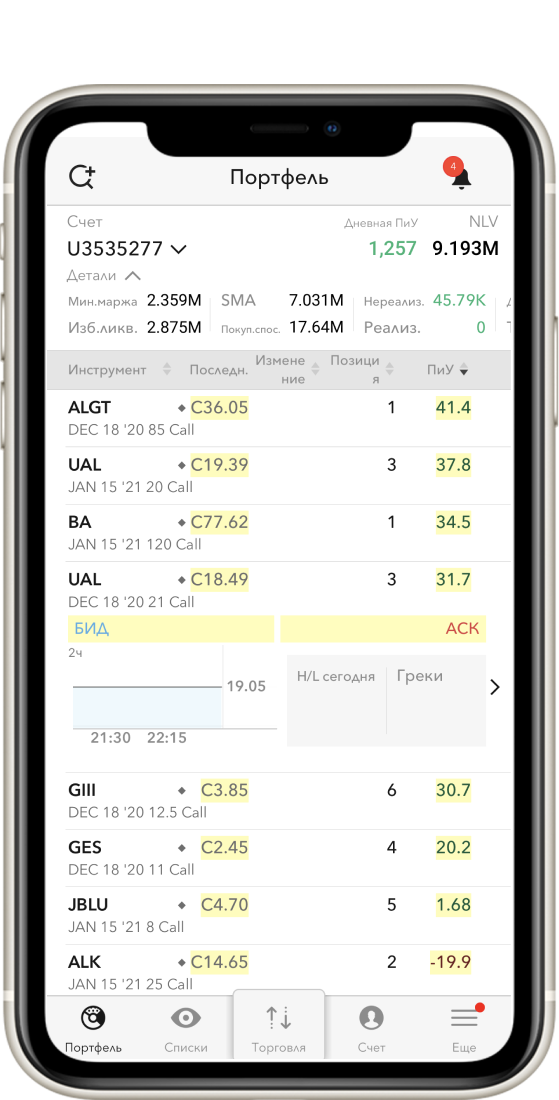 4
Портфель
Счет Дневная ПиУ NLV
U3535277 1,257 9.193M
Детали
Мин.маржа 2.359M SMA 7.031M Нереализ. 45.79K
Изб.ликв. 2.875M Покуп.спос. 17.64M Реализ. 0
Инструмент Последн. Измене
ние Позици
я ПиУ
ALGT C36.05 1 41.4
DEC 18 '20 85 Call
UAL C19.39 3 37.8
JAN 15 '21 20 Call
BA C77.62 1 34.5
JAN 15 '21 120 Call
UAL C18.49 3 31.7
DEC 18 '20 21 Call
БИД АСК
2ч
H/L сегодня Греки
19.05
21:30 22:15
GIII C3.85 6 30.7
DEC 18 '20 12.5 Call
GES C2.45 4 20.2
DEC 18 '20 11 Call
JBLU C4.70 5 1.68
JAN 15 '21 8 Call
ALK C14.65 2 -19.9
JAN 15 '21 25 Call
Портфель Списки Торговля Счет Еще